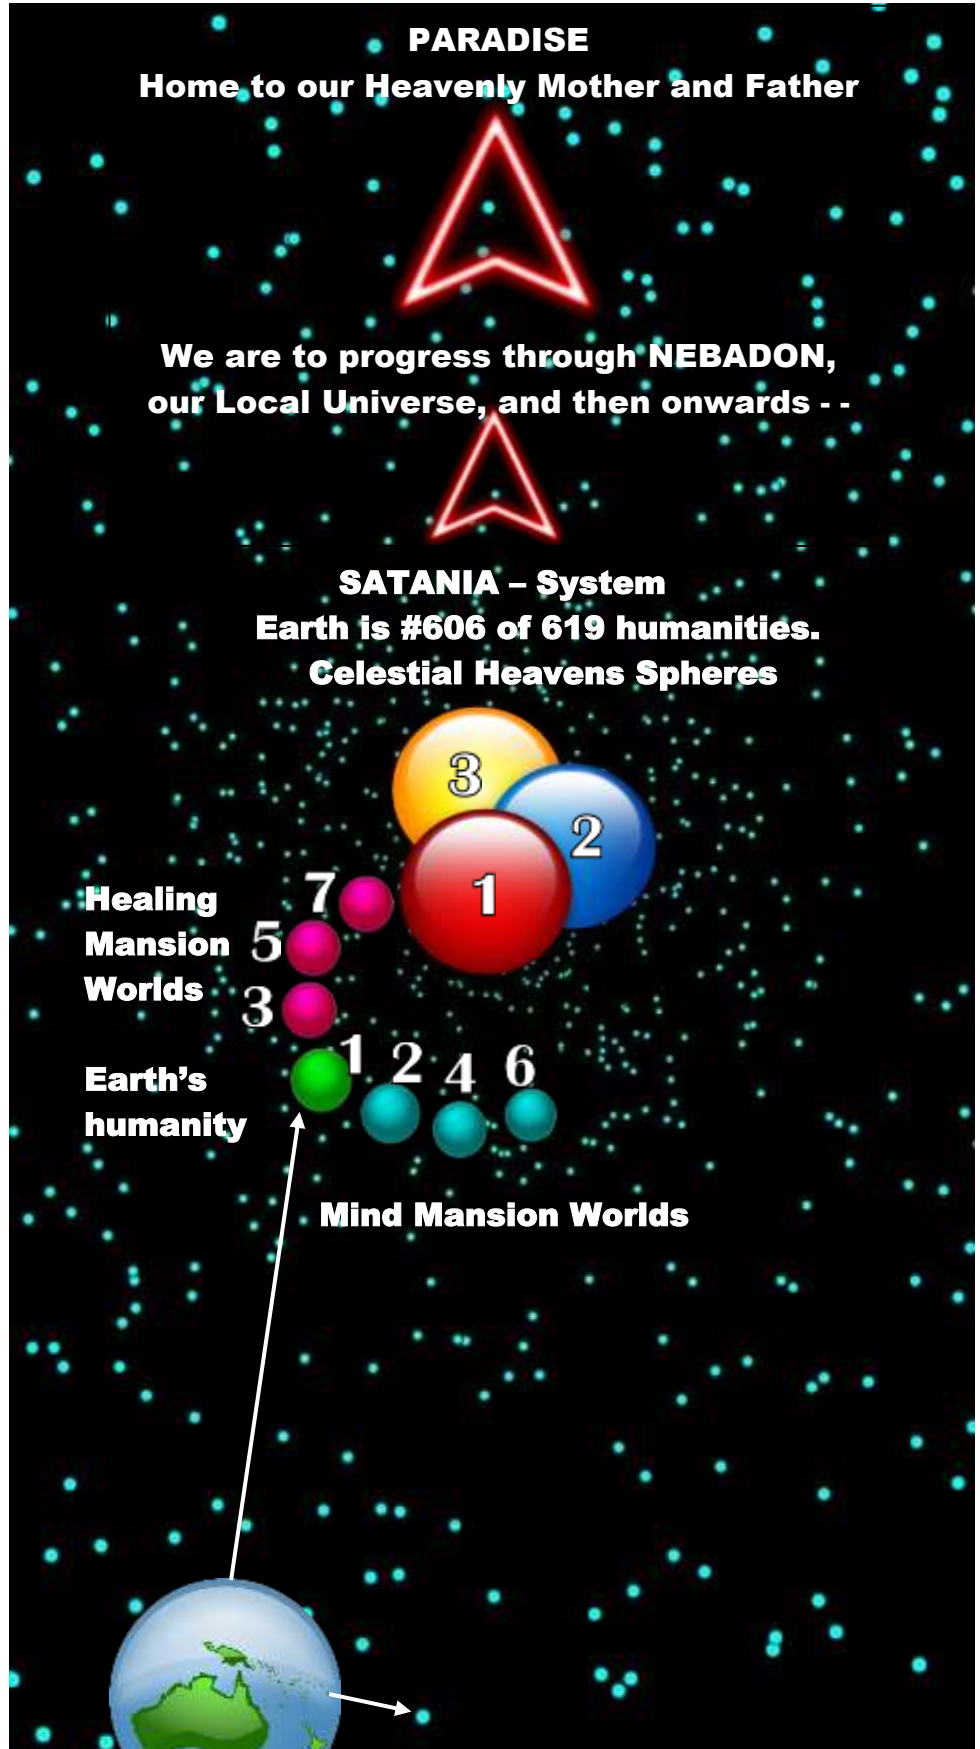 PARADISE
Home to our Heavenly Mother and Father
We are to progress through NEBADON,
our Local Universe, and then onwards - -
SATANIA – System
Earth is #606 of 619 humanities.
Celestial Heavens Spheres
3
2
1
Healing
Mansion
Worlds
7
5
3
Earth’s
humanity
1
2
4
6
Mind Mansion Worlds